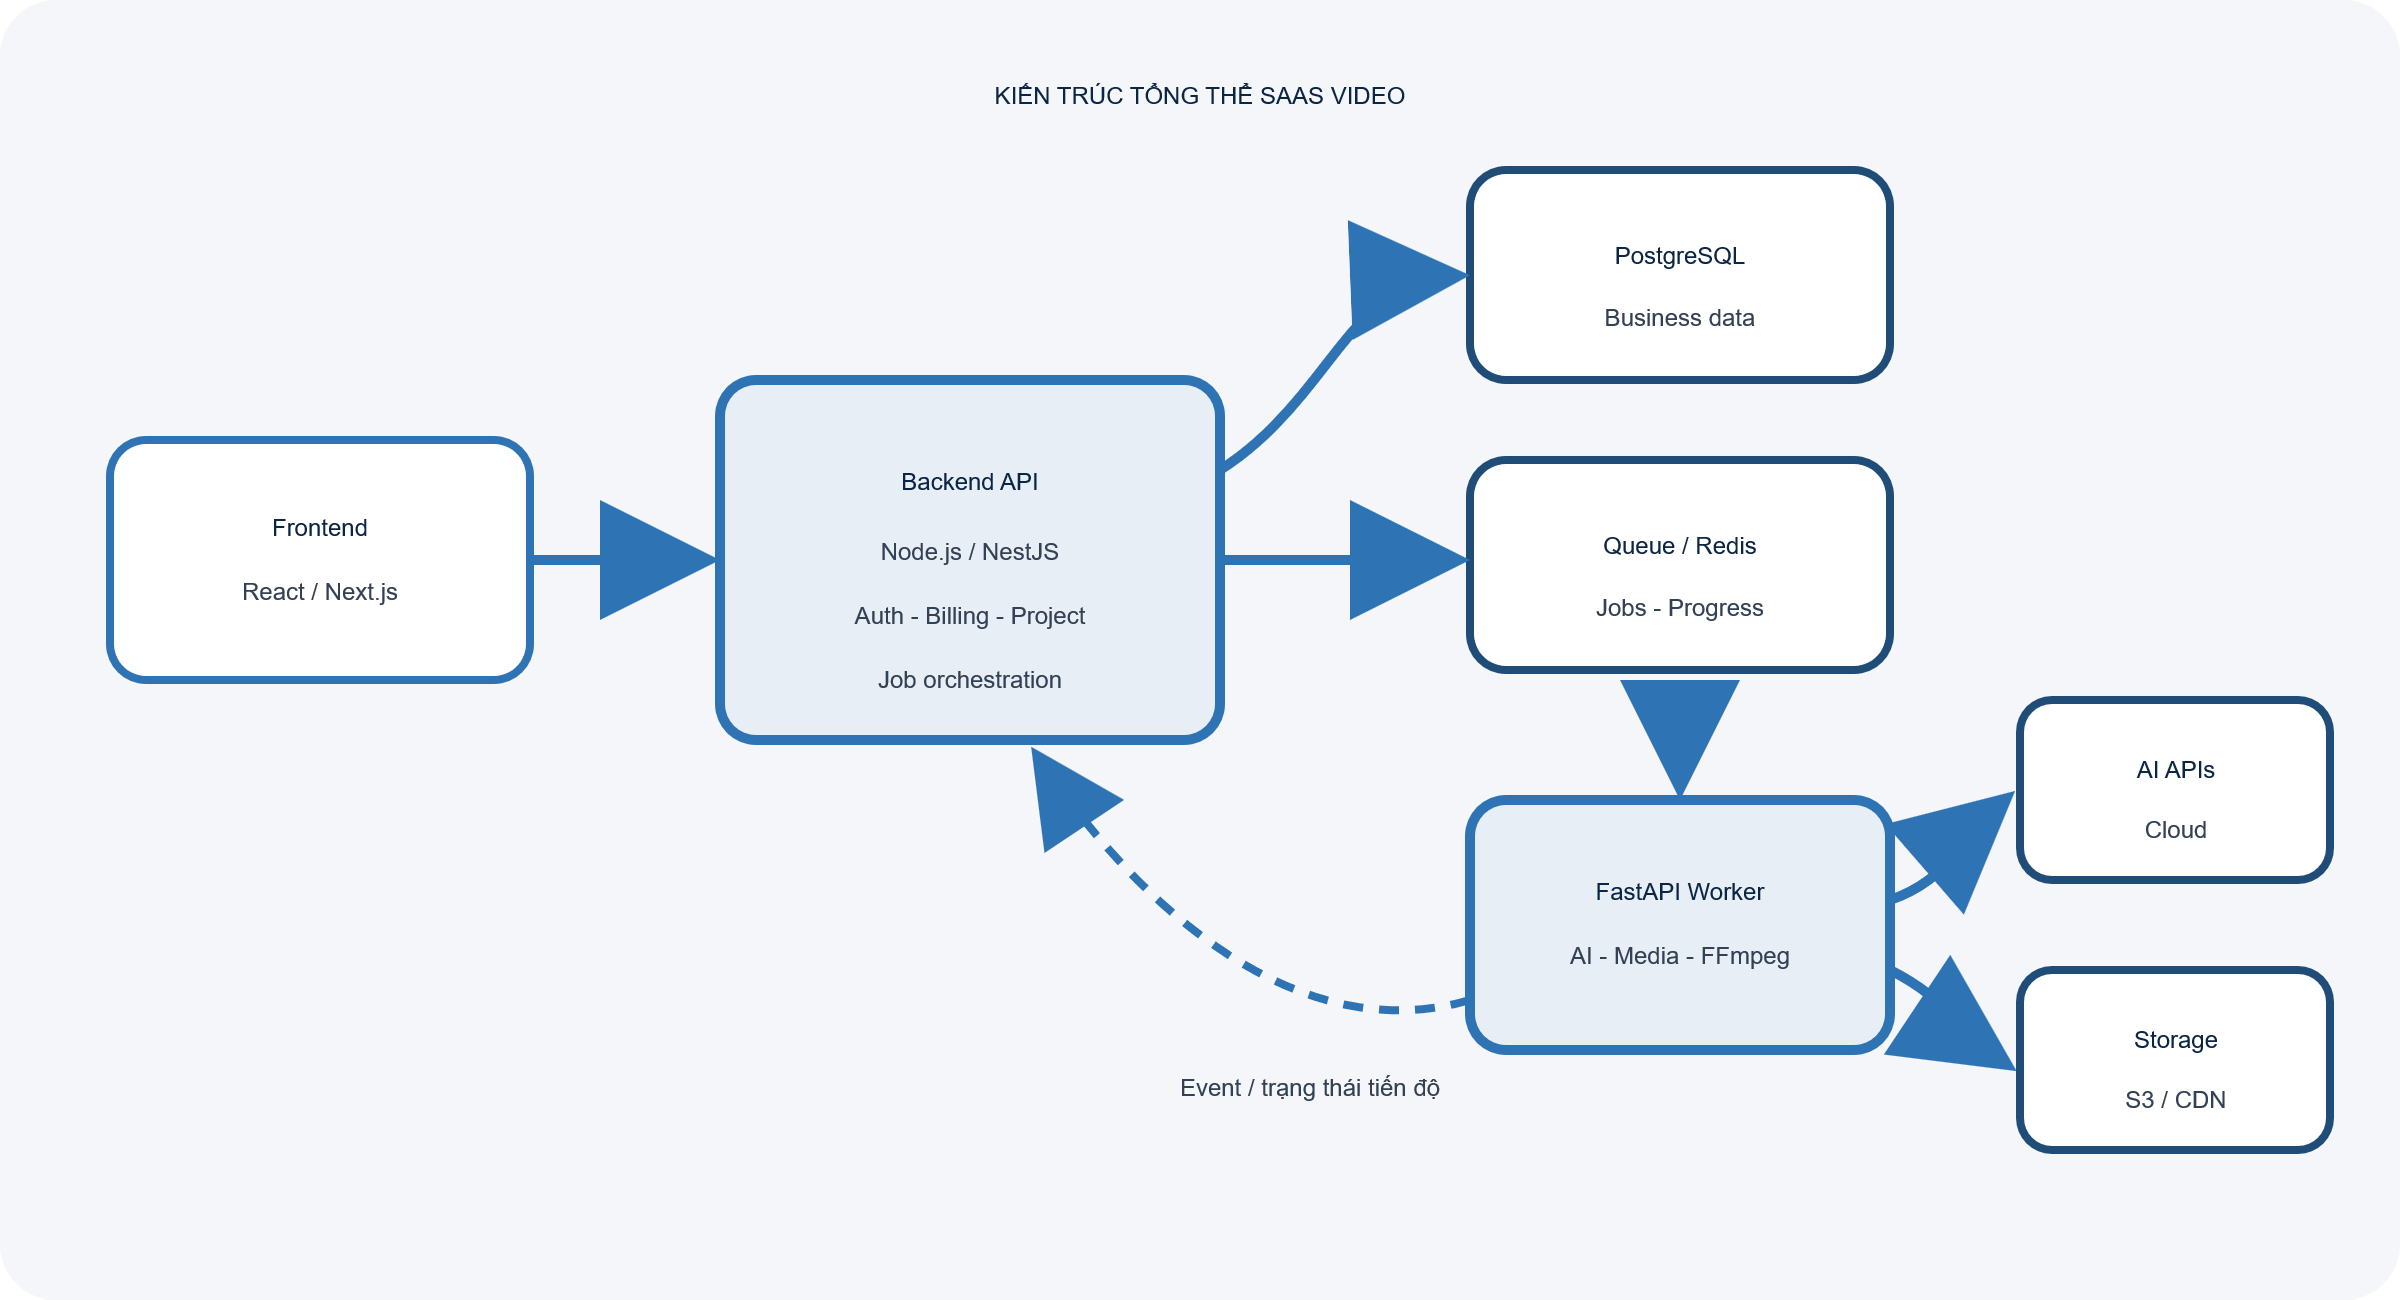 KIẾN TRÚC TỔNG THỂ SAAS VIDEO
Frontend
React / Next.js
Backend API
Node.js / NestJS
Auth - Billing - Project
Job orchestration
PostgreSQL
Business data
Queue / Redis
Jobs - Progress
FastAPI Worker
AI - Media - FFmpeg
AI APIs
Cloud
Storage
S3 / CDN
Event / trạng thái tiến độ